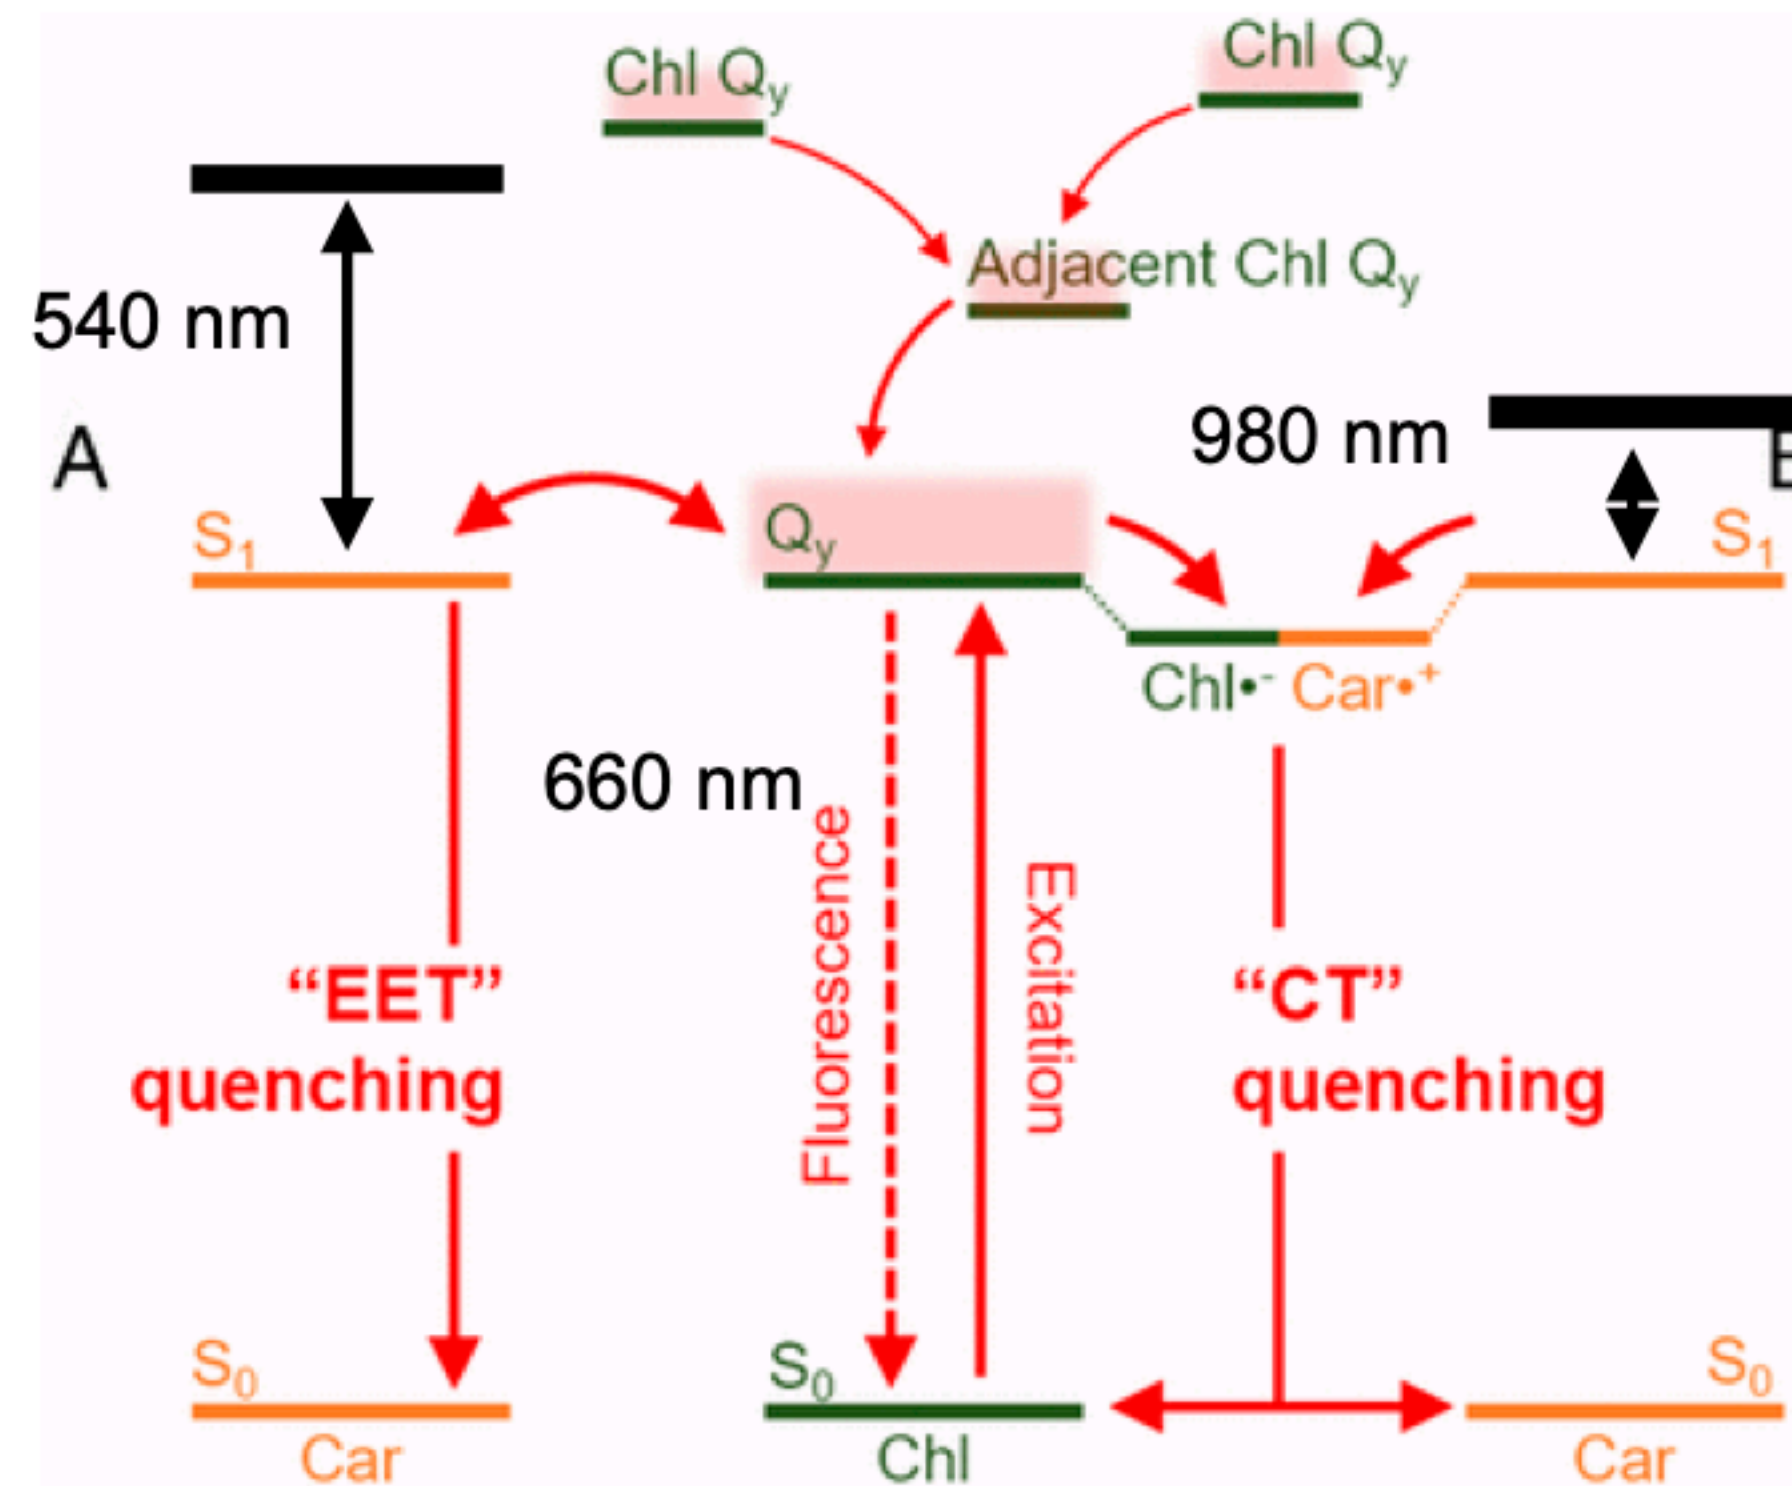 Chl Qy
Chl Qy
Adjacent Chl Qy
540 nm
980 nm
A
S1
Qy
S1
Chl•- Car•+
660 nm
Fluorescence
Excitation
“EET”
quenching
“CT”
quenching
S0
S0
S0
Car
Chl
Car